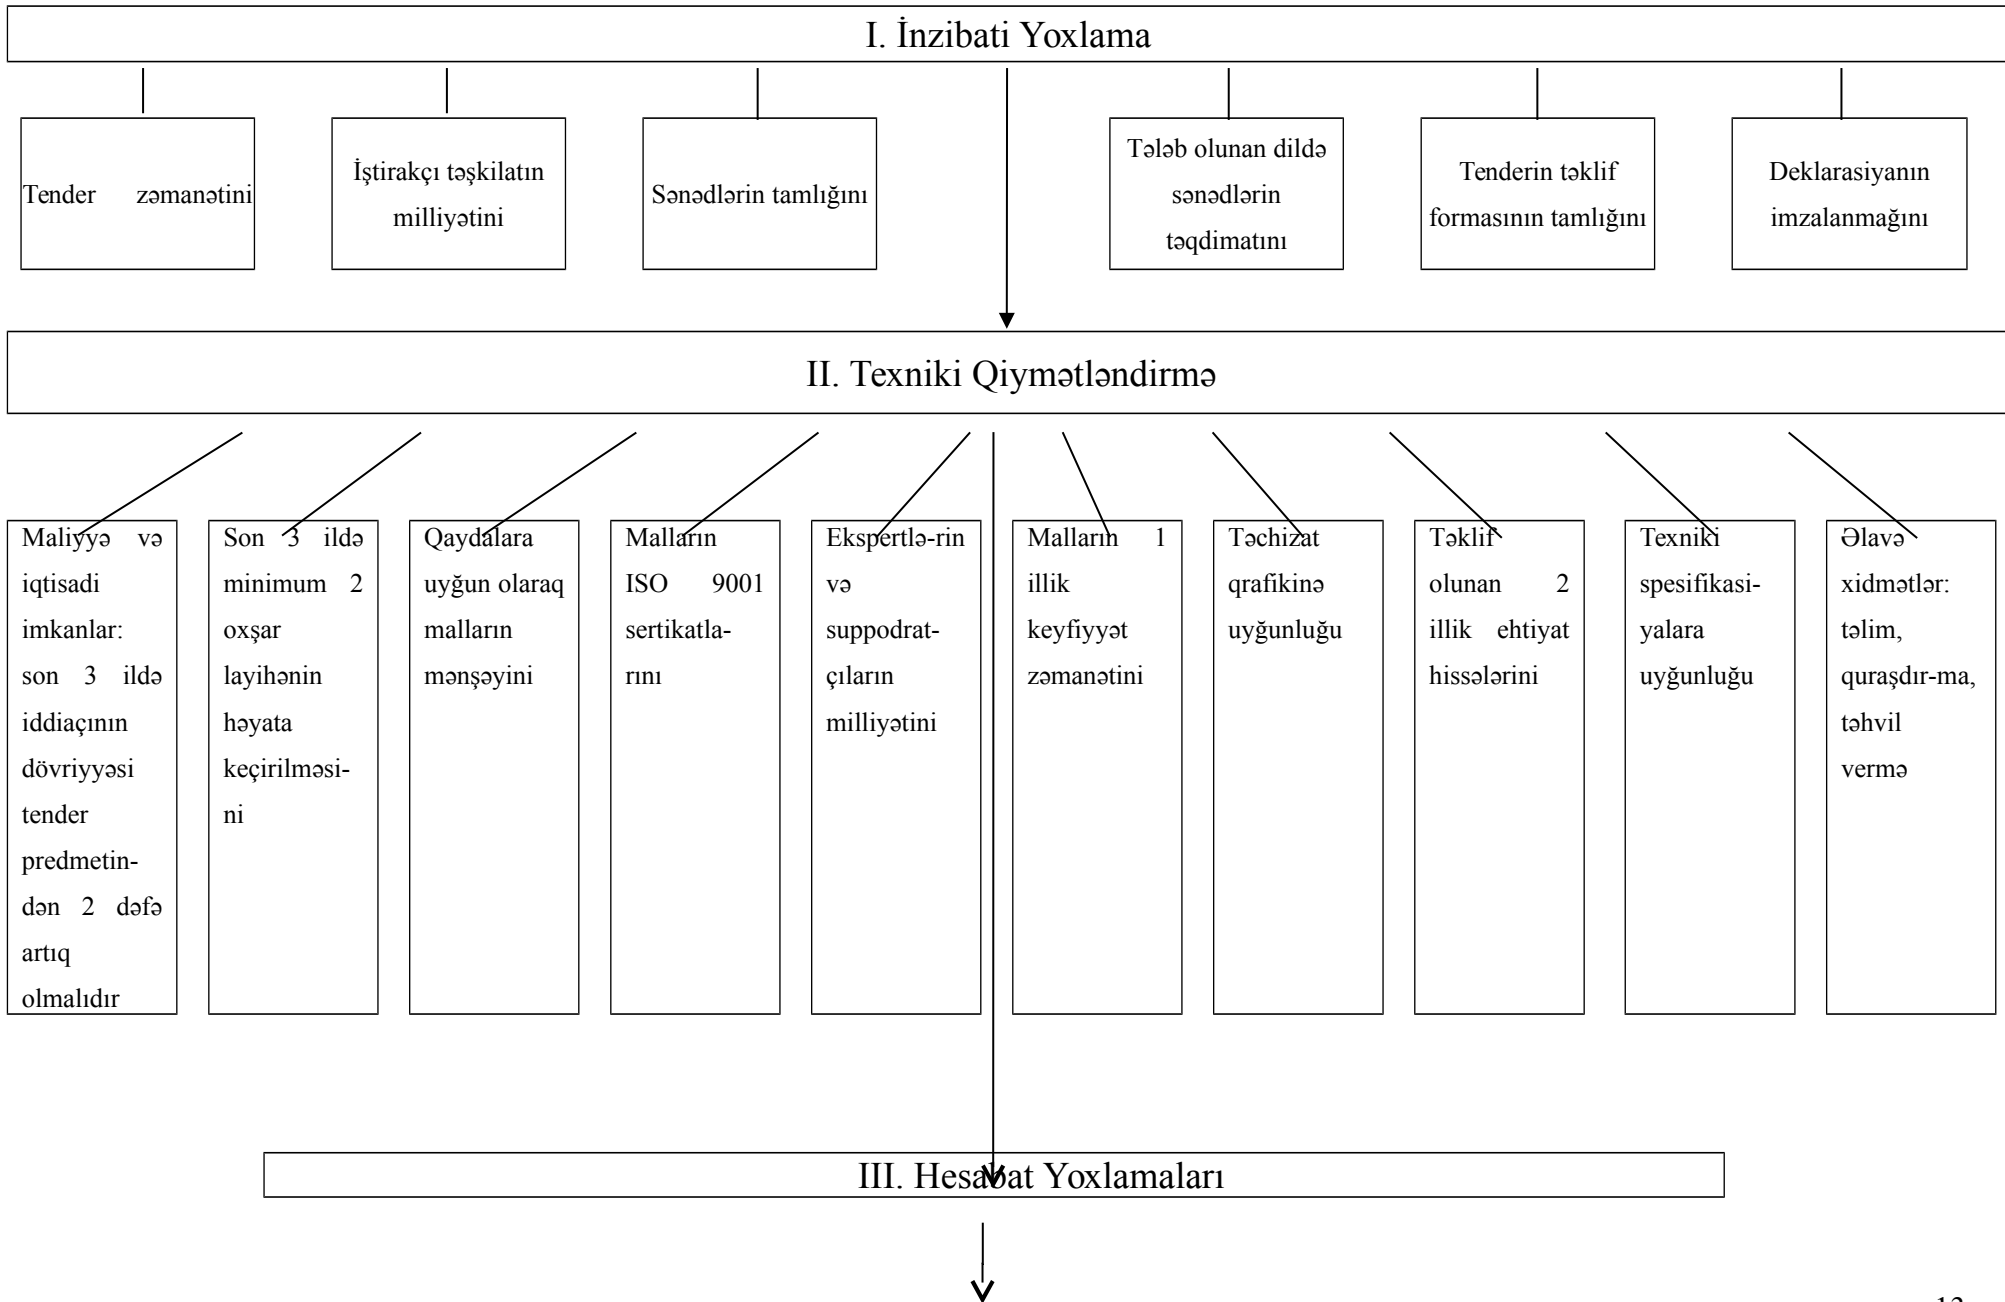 I. İnzibati Yoxlama
Tender zəmanətini
İştirakçı təşkilatın
milliyətini
Sənədlərin tamlığını
Tələb olunan dildə
sənədlərin
təqdimatını
Tenderin təklif
formasının tamlığını
Deklarasiyanın
imzalanmağını
II. Texniki Qiymətləndirmə
Maliyyə və
iqtisadi
imkanlar:
son 3 ildə
iddiaçının
dövriyyəsi
tender
predmetin-
dən 2 dəfə
artıq
olmalıdır
Son 3 ildə
minimum 2
oxşar
layihənin
həyata
keçirilməsi-
ni
Qaydalara
uyğun olaraq
malların
mənşəyini
Malların
ISO 9001
sertikatla-
rını
Ekspertlə-rin
və
suppodrat-
çıların
milliyətini
Malların 1
illik
keyfiyyət
zəmanətini
Təchizat
qrafikinə
uyğunluğu
Təklif
olunan 2
illik ehtiyat
hissələrini
Texniki
spesifikasi-
yalara
uyğunluğu
Əlavə
xidmətlər:
təlim,
quraşdır-ma,
təhvil
vermə
III. Hesabat Yoxlamaları